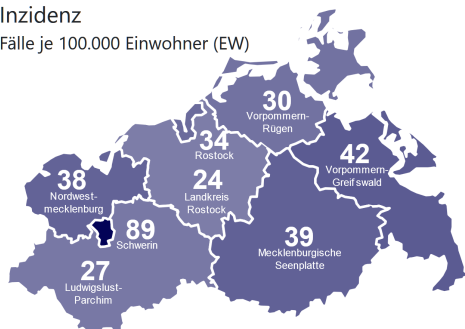 Inzidenz
Fälle je 100.000 Einwohner (EW)
30
Vorpommern-
Rügen
34
Rostock
42
Vorpommern-
Greifswald
38
Nordwest-
mecklenburg
24
Landkreis
Rostock
89
Schwerin
39
Mecklenburgische
Seenplatte
27
Ludwigslust-
Parchim